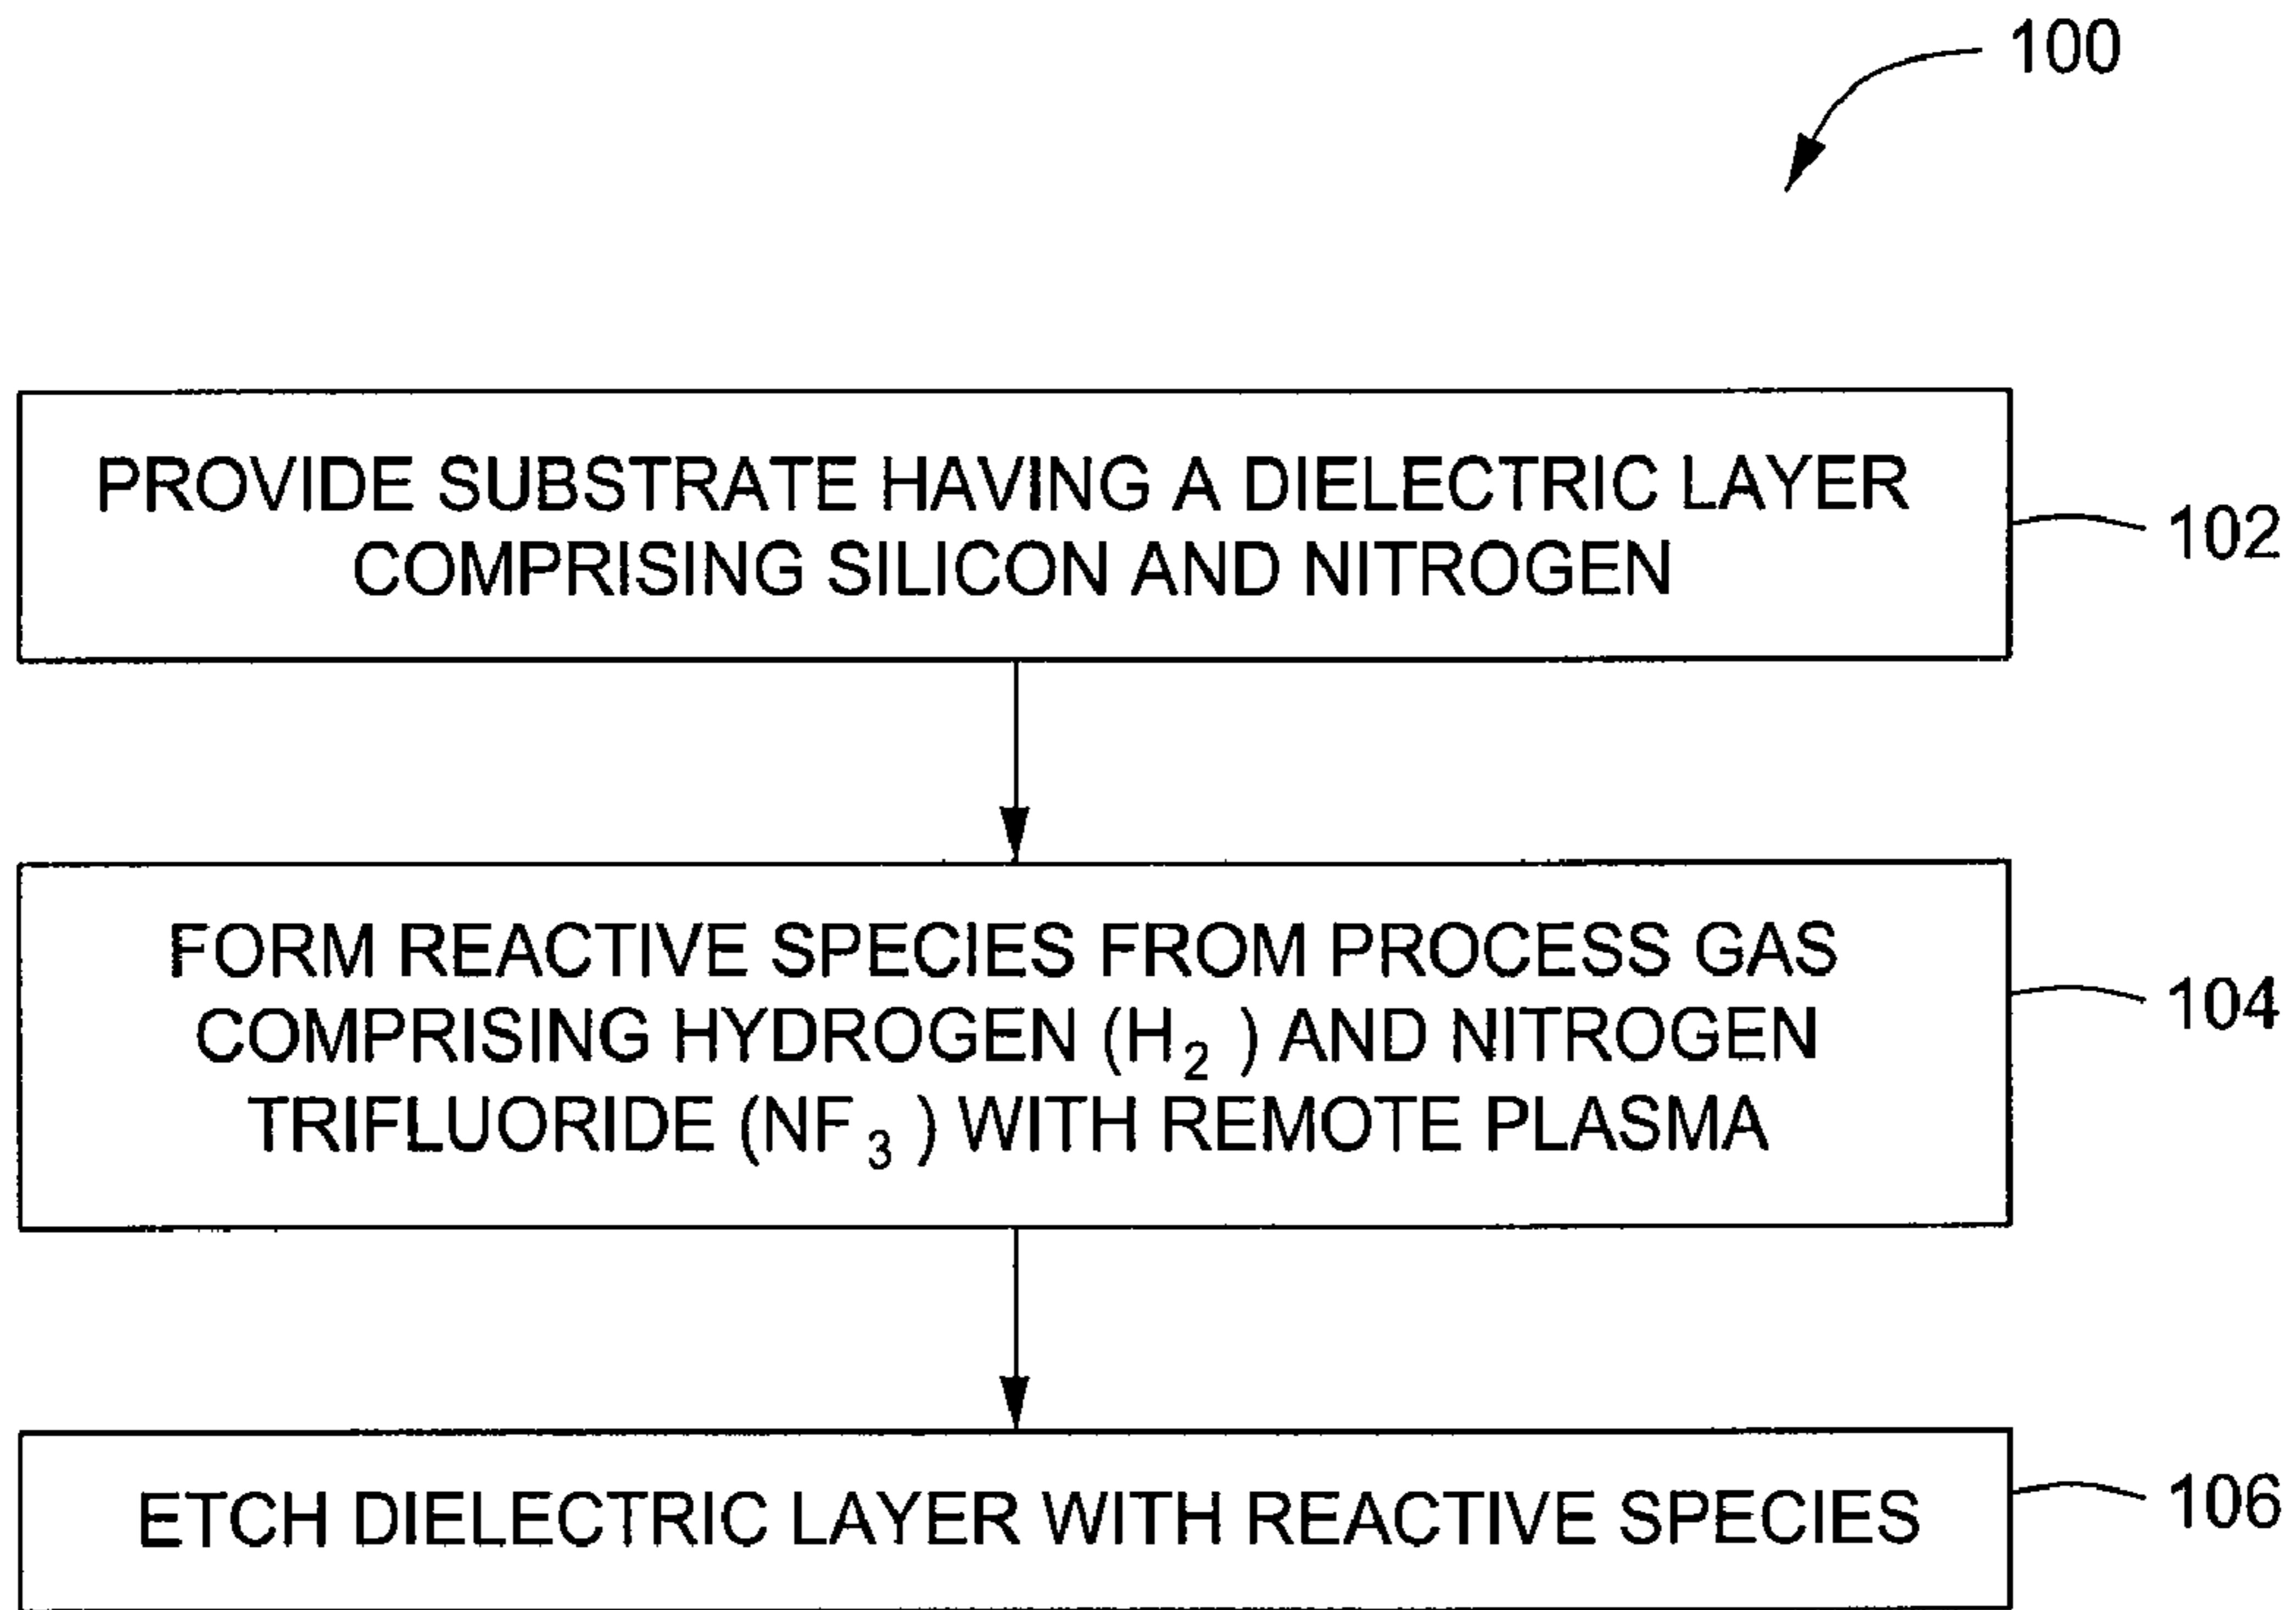 100
PROVIDE SUBSTRATE HAVING A DIELECTRIC LAYER
COMPRISING SILICON AND NITROGEN
102
FORM REACTIVE SPECIES FROM PROCESS GAS
COMPRISING HYDROGEN (H₂) AND NITROGEN
TRIFLUORIDE (NF₃) WITH REMOTE PLASMA
104
ETCH DIELECTRIC LAYER WITH REACTIVE SPECIES
106